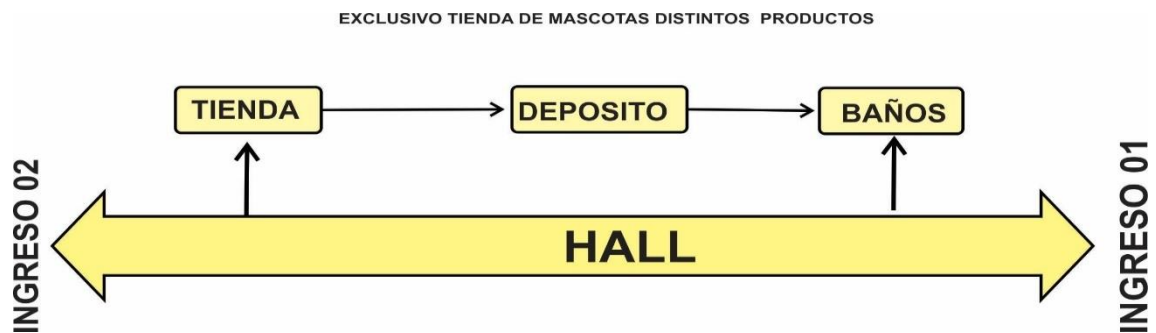 EXCLUSIVO TIENDA DE MASCOTAS DISTINTOS PRODUCTOS
TIENDA
DEPOSITO
BAÑOS
INGRESO 02
HALL
INGRESO 01